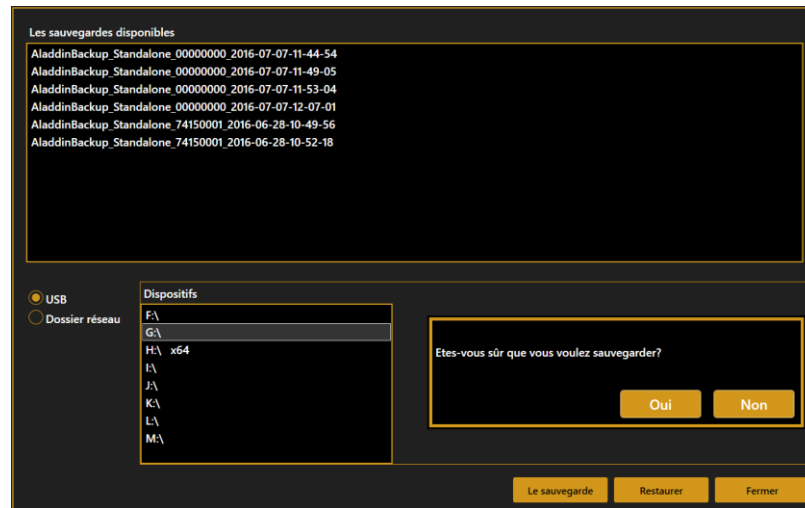 Les sauvegardes disponibles
AladdinBackup_Standalone_00000000_2016-07-07-11-44-54
AladdinBackup_Standalone_00000000_2016-07-07-11-49-05
AladdinBackup_Standalone_00000000_2016-07-07-11-53-04
AladdinBackup_Standalone_00000000_2016-07-07-12-07-01
AladdinBackup_Standalone_74150001_2016-06-28-10-49-56
AladdinBackup_Standalone_74150001_2016-06-28-10-52-18
USB
Dossier réseau
Dispositifs
F:\
G:\
H:\ x64
I:\
J:\
K:\
L:\
M:\
Etes-vous sûr que vous voulez sauvegarder?
Oui Non
Le sauvegarde Restaurer Fermer